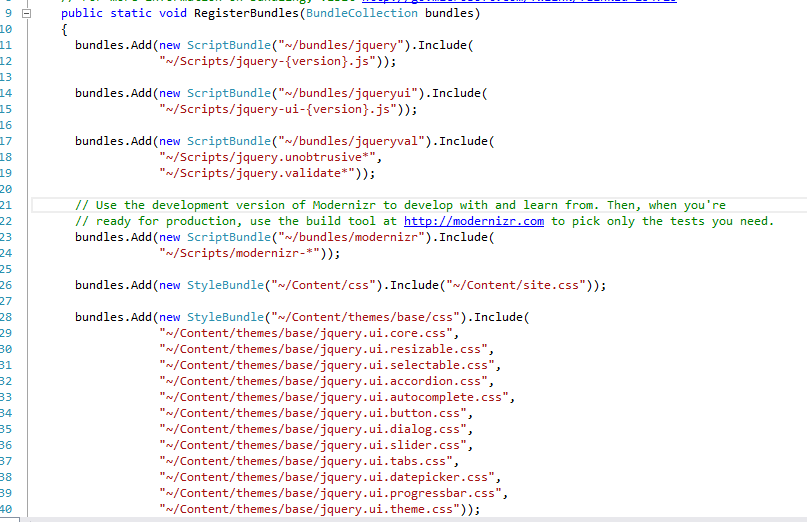 9 public static void RegisterBundles(BundleCollection bundles)
10 {
11 bundles.Add(new ScriptBundle("~/bundles/jquery").Include(
12 "~/Scripts/jquery-{version}.js"));
13
14 bundles.Add(new ScriptBundle("~/bundles/jqueryui").Include(
15 "~/Scripts/jquery-ui-{version}.js"));
16
17 bundles.Add(new ScriptBundle("~/bundles/jqueryval").Include(
18 "~/Scripts/jquery.unobtrusive*",
19 "~/Scripts/jquery.validate*"));
20
21 // Use the development version of Modernizr to develop with and learn from. Then, when you're
22 // ready for production, use the build tool at http://modernizr.com to pick only the tests you need.
23 bundles.Add(new ScriptBundle("~/bundles/modernizr").Include(
24 "~/Scripts/modernizr-*"));
25
26 bundles.Add(new StyleBundle("~/Content/css").Include("~/Content/site.css"));
27
28 bundles.Add(new StyleBundle("~/Content/themes/base/css").Include(
29 "~/Content/themes/base/jquery.ui.core.css",
30 "~/Content/themes/base/jquery.ui.resizable.css",
31 "~/Content/themes/base/jquery.ui.selectable.css",
32 "~/Content/themes/base/jquery.ui.accordion.css",
33 "~/Content/themes/base/jquery.ui.autocomplete.css",
34 "~/Content/themes/base/jquery.ui.button.css",
35 "~/Content/themes/base/jquery.ui.dialog.css",
36 "~/Content/themes/base/jquery.ui.slider.css",
37 "~/Content/themes/base/jquery.ui.tabs.css",
38 "~/Content/themes/base/jquery.ui.datepicker.css",
39 "~/Content/themes/base/jquery.ui.progressbar.css",
40 "~/Content/themes/base/jquery.ui.theme.css"));